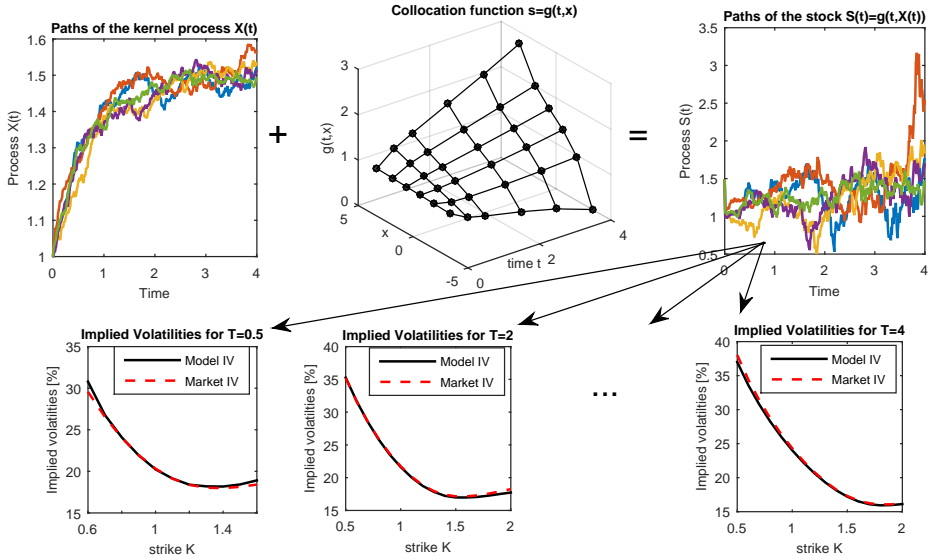 Paths of the kernel process X(t)
Process X(t)
1.6
1.5
1.4
1.3
1.2
1.1
1
0
1
2
3
4
Time
+
Collocation function s=g(t,x)
g(t,x)
3
2
1
0
5
0
-5
x
0
2
4
time t
=
Paths of the stock S(t)=g(t,X(t))
Process S(t)
3.5
3
2.5
2
1.5
1
0.5
0
1
2
3
4
Time
Implied Volatilities for T=0.5
Implied volatilities [%]
35
30
25
20
15
10
0.6
1
1.4
strike K
Model IV
Market IV
Implied Volatilities for T=2
Implied volatilities [%]
40
35
30
25
20
15
0.5
1
1.5
2
strike K
Model IV
Market IV
...
Implied Volatilities for T=4
Implied volatilities [%]
40
35
30
25
20
15
0.5
1
1.5
2
strike K
Model IV
Market IV